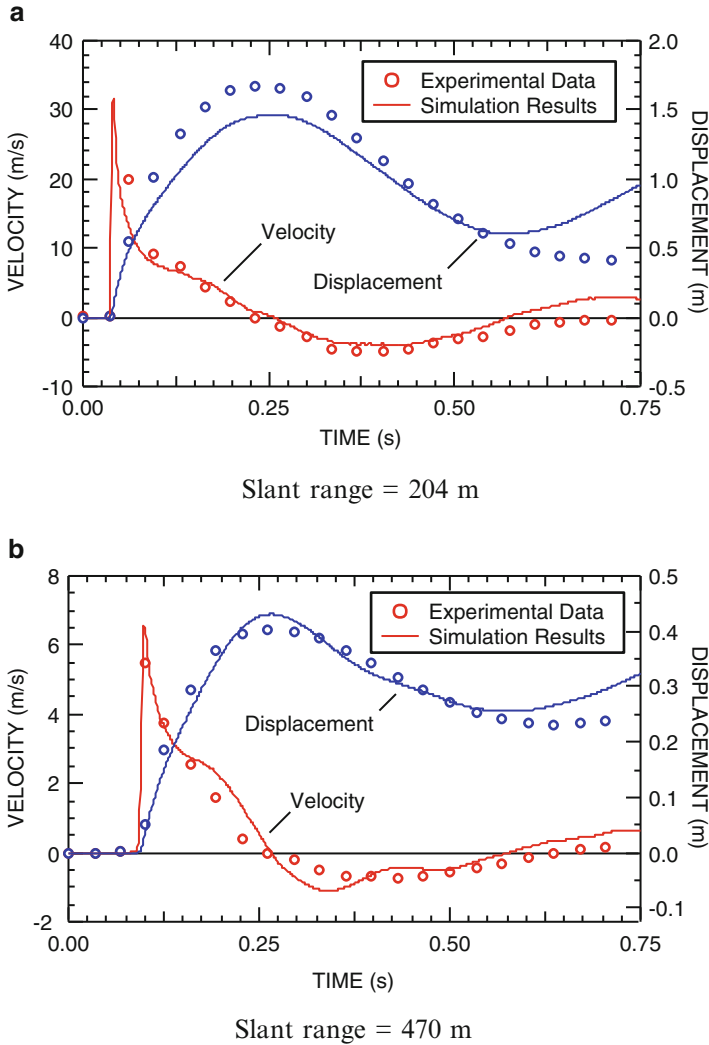 a
40
30
20
10
0
-10
VELOCITY (m/s)
2.0
1.5
1.0
0.5
0.0
-0.5
DISPLACEMENT (m)
Experimental Data
Simulation Results
Velocity
Displacement
0.00 0.25 0.50 0.75
TIME (s)
Slant range = 204 m
b
8
6
4
2
0
-2
VELOCITY (m/s)
0.5
0.4
0.3
0.2
0.1
0.0
-0.1
DISPLACEMENT (m)
Experimental Data
Simulation Results
Displacement
Velocity
0.00 0.25 0.50 0.75
TIME (s)
Slant range = 470 m